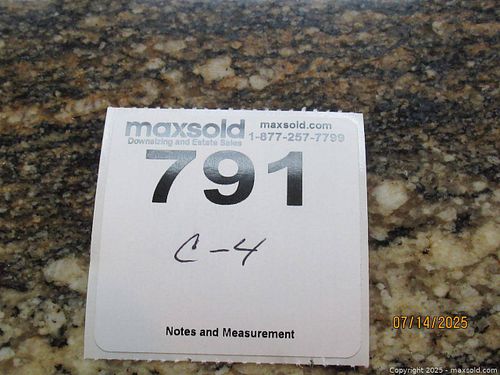 maxsold
maxsold.com
Downsizing and Estate Sales
1-877-257-7799
791
C-4
Notes and Measurement
07/14/2025
Copyright 2025 - maxsold.com